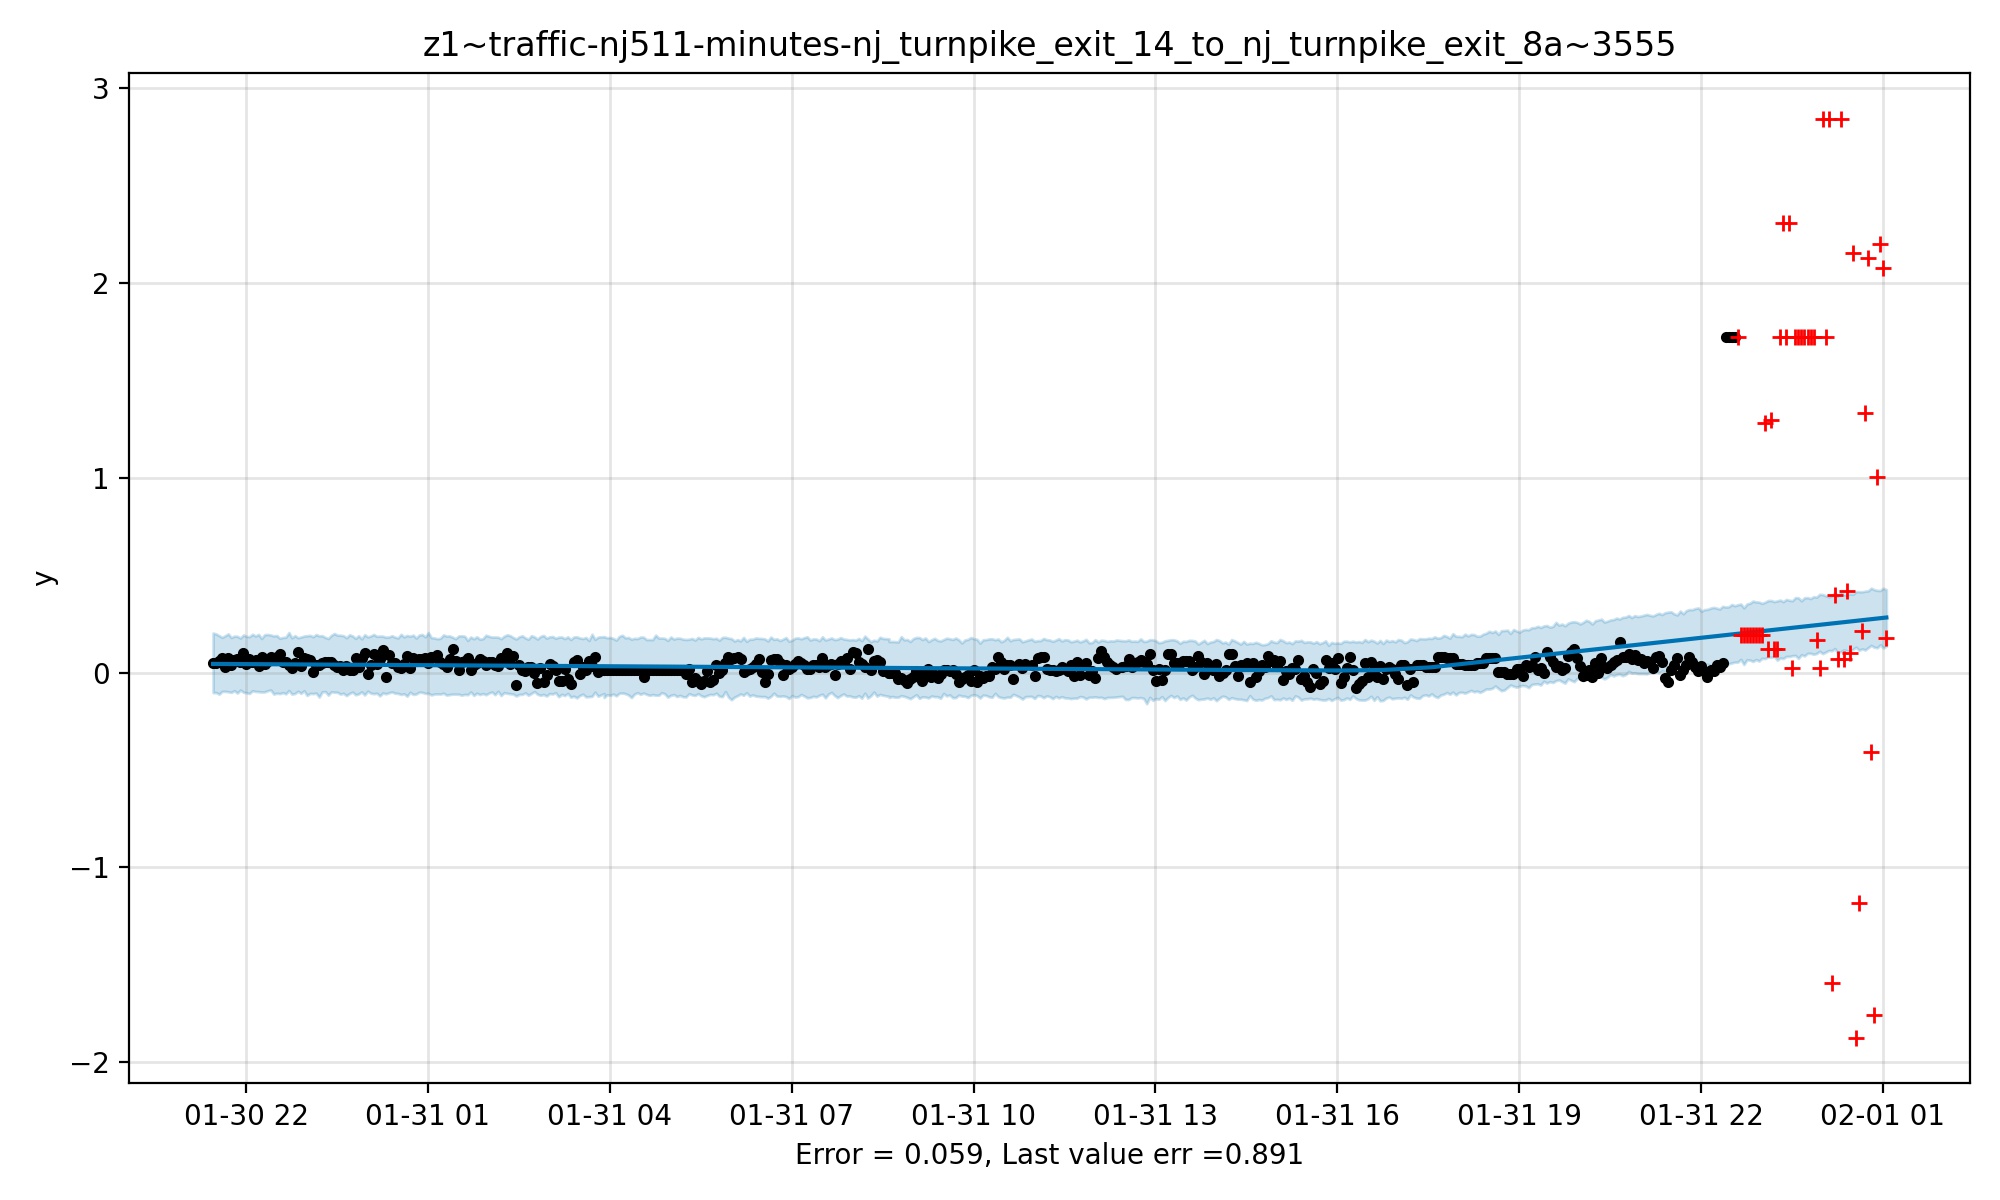 z1~traffic-nj511-minutes-nj_turnpike_exit_14_to_nj_turnpike_exit_8a~3555
3
2
1
0
−1
−2
y
01-30 22 01-31 01 01-31 04 01-31 07 01-31 10 01-31 13 01-31 16 01-31 19 01-31 22 02-01 01
Error = 0.059, Last value err =0.891